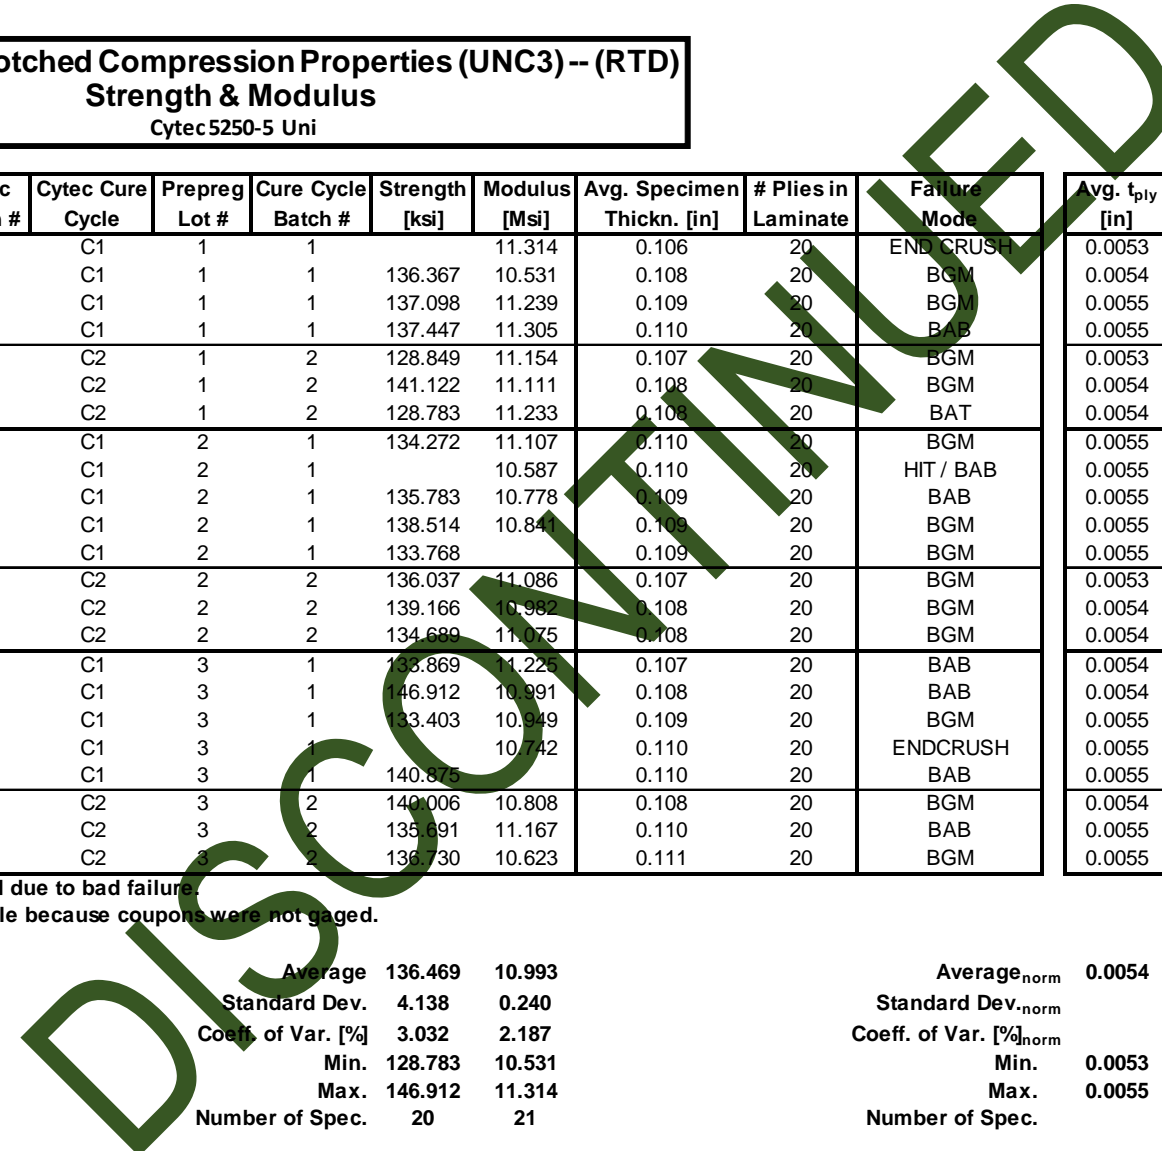 otched Compression Properties (UNC3) -- (RTD)
Strength & Modulus
Cytec 5250-5 Uni
c Cytec Cure Prepreg Cure Cycle Strength Modulus Avg. Specimen # Plies in Failure Avg. tply
# Cycle Lot # Batch # [ksi] [Msi] Thickn. [in] Laminate Mode [in]
C1 1 1 11.314 0.106 20 END CRUSH 0.0053
C1 1 1 136.367 10.531 0.108 20 BGM 0.0054
C1 1 1 137.098 11.239 0.109 20 BGM 0.0055
C1 1 1 137.447 11.305 0.110 20 BAB 0.0055
C2 1 2 128.849 11.154 0.107 20 BGM 0.0053
C2 1 2 141.122 11.111 0.108 20 BGM 0.0054
C2 1 2 128.783 11.233 0.108 20 BAT 0.0054
C1 2 1 134.272 11.107 0.110 20 BGM 0.0055
C1 2 1 10.587 0.110 20 HIT / BAB 0.0055
C1 2 1 135.783 10.778 0.109 20 BAB 0.0055
C1 2 1 138.514 10.841 0.109 20 BGM 0.0055
C1 2 1 133.768 0.109 20 BGM 0.0055
C2 2 2 136.037 11.086 0.107 20 BGM 0.0053
C2 2 2 139.166 10.982 0.108 20 BGM 0.0054
C2 2 2 134.689 11.075 0.108 20 BGM 0.0054
C1 3 1 133.869 11.225 0.107 20 BAB 0.0054
C1 3 1 146.912 10.991 0.108 20 BAB 0.0054
C1 3 1 133.403 10.949 0.109 20 BGM 0.0055
C1 3 1 10.742 0.110 20 ENDCRUSH 0.0055
C1 3 1 140.875 0.110 20 BAB 0.0055
C2 3 2 140.006 10.808 0.108 20 BGM 0.0054
C2 3 2 135.691 11.167 0.110 20 BAB 0.0055
C2 3 2 136.730 10.623 0.111 20 BGM 0.0055
d due to bad failure.
le because coupons were not gaged.
Average 136.469 10.993 Averagenorm 0.0054
Standard Dev. 4.138 0.240 Standard Dev.norm
Coeff. of Var. [%] 3.032 2.187 Coeff. of Var. [%]norm
Min. 128.783 10.531 Min. 0.0053
Max. 146.912 11.314 Max. 0.0055
Number of Spec. 20 21 Number of Spec.
DISCONTINUED